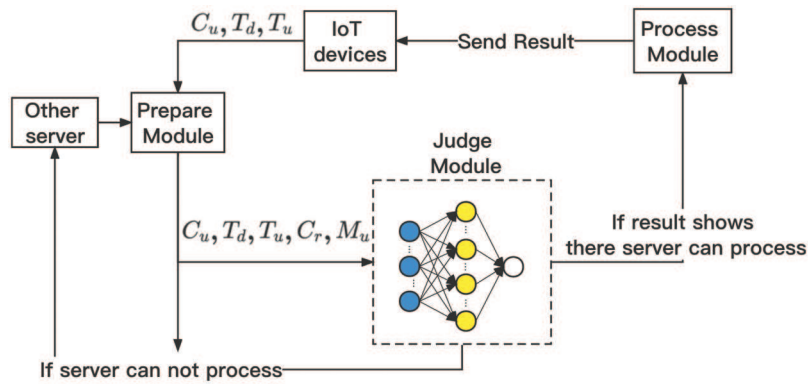 C_u, T_d, T_u
IoT
devices
Send Result
Process
Module
Other
server
Prepare
Module
Judge
Module
C_u, T_d, T_u, C_r, M_u
If result shows
there server can process
If server can not process